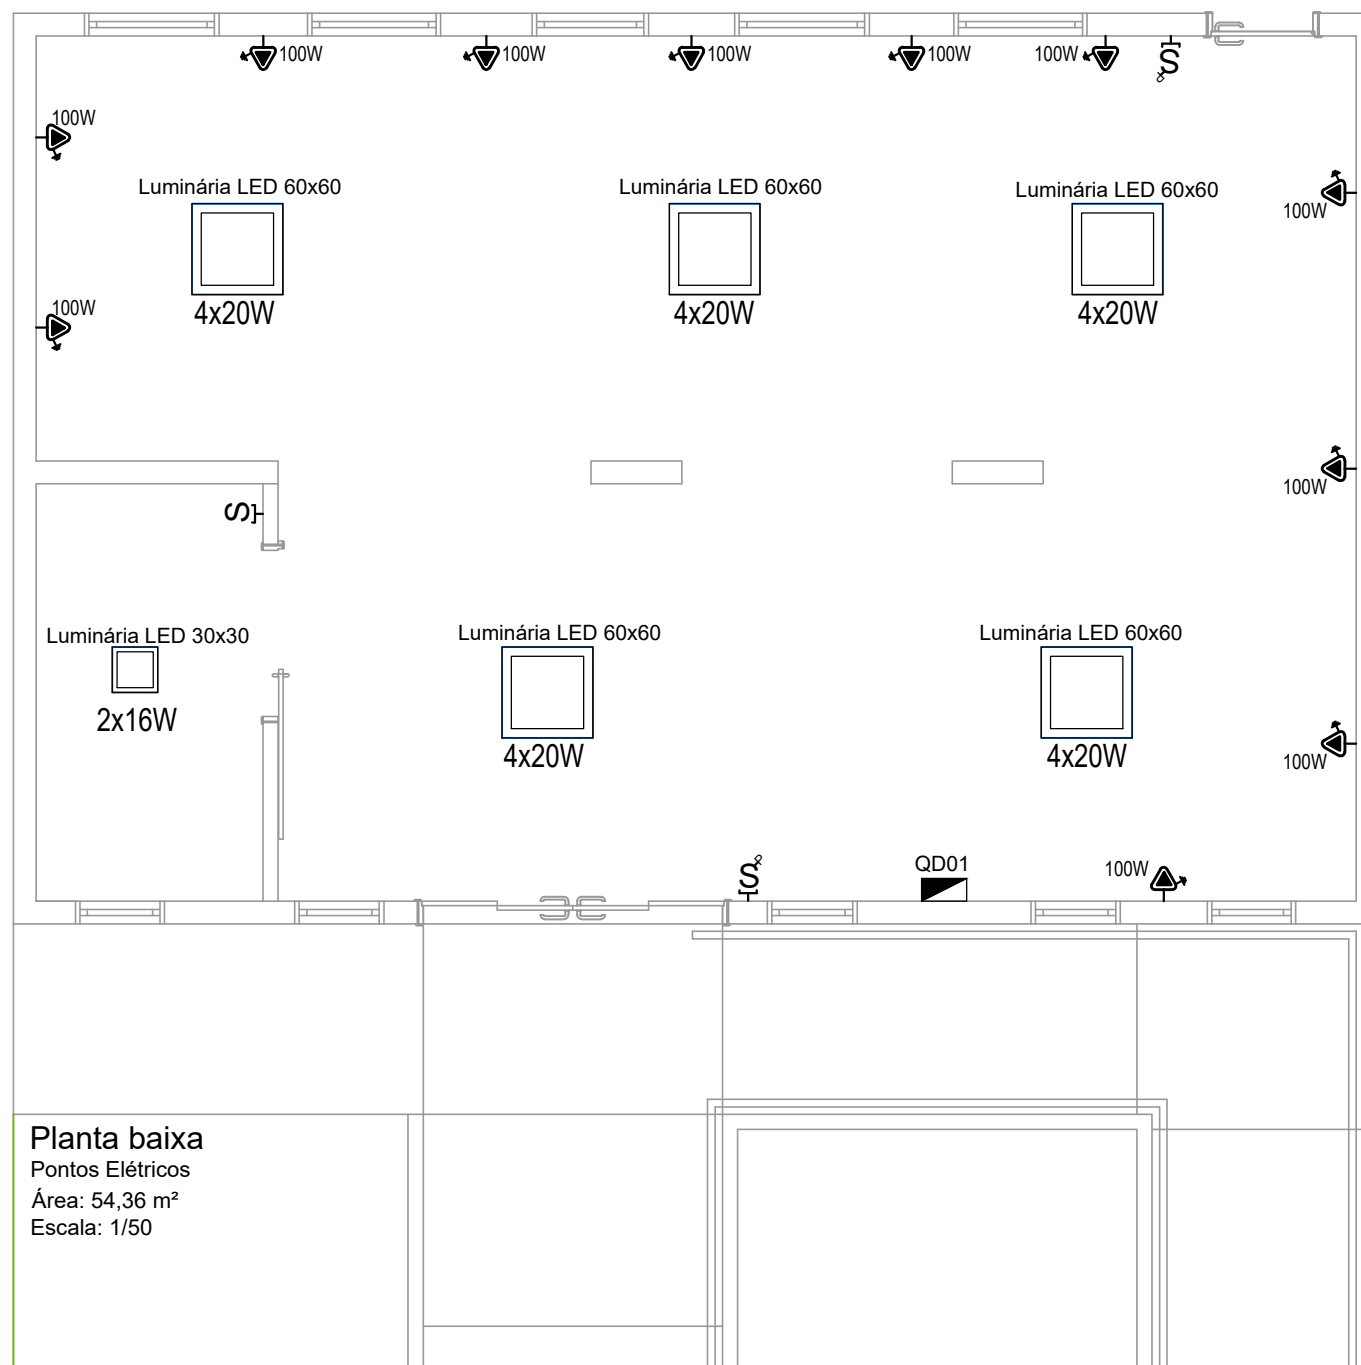 100W
100W
100W
100W
100W
S
100W
Luminária LED 60x60
Luminária LED 60x60
Luminária LED 60x60
100W
4x20W
4x20W
4x20W
100W
100W
S
Luminária LED 30x30
Luminária LED 60x60
Luminária LED 60x60
2x16W
4x20W
4x20W
100W
S
QD01
100W
Planta baixa
Pontos Elétricos
Área: 54,36 m²
Escala: 1/50